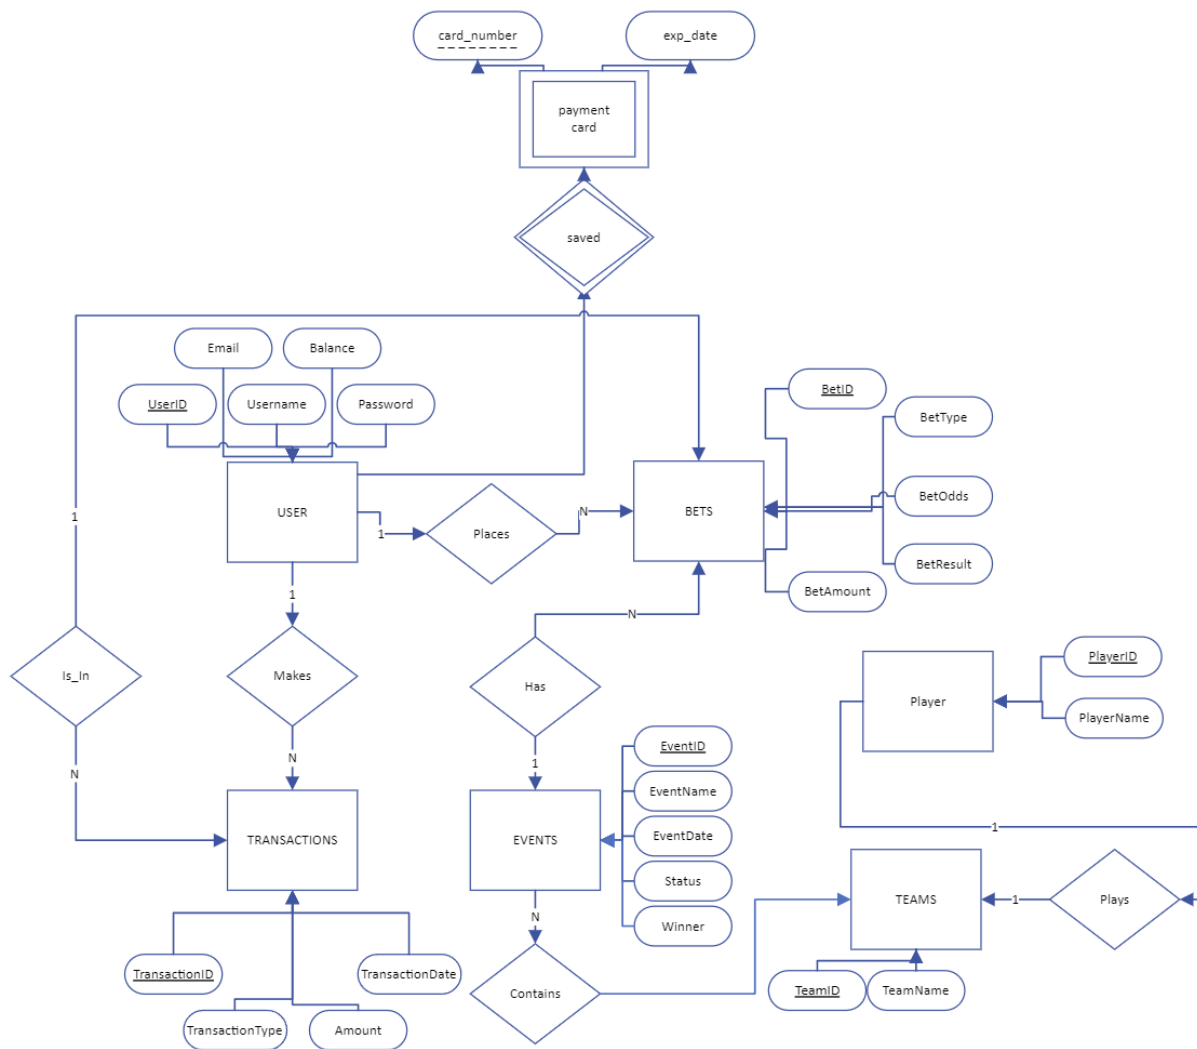 card_number
exp_date
payment
card
saved
Email
Balance
UserID
Username
Password
BetID
BetType
1
USER
BETS
BetOdds
N
1
Places
BetResult
1
BetAmount
N
Is_In
Makes
Has
Player
PlayerID
PlayerName
EventID
N
N
1
EventName
TRANSACTIONS
EVENTS
EventDate
1
Status
TEAMS
1
Plays
N
Winner
TransactionID
TransactionDate
Contains
TeamID
TeamName
TransactionType
Amount